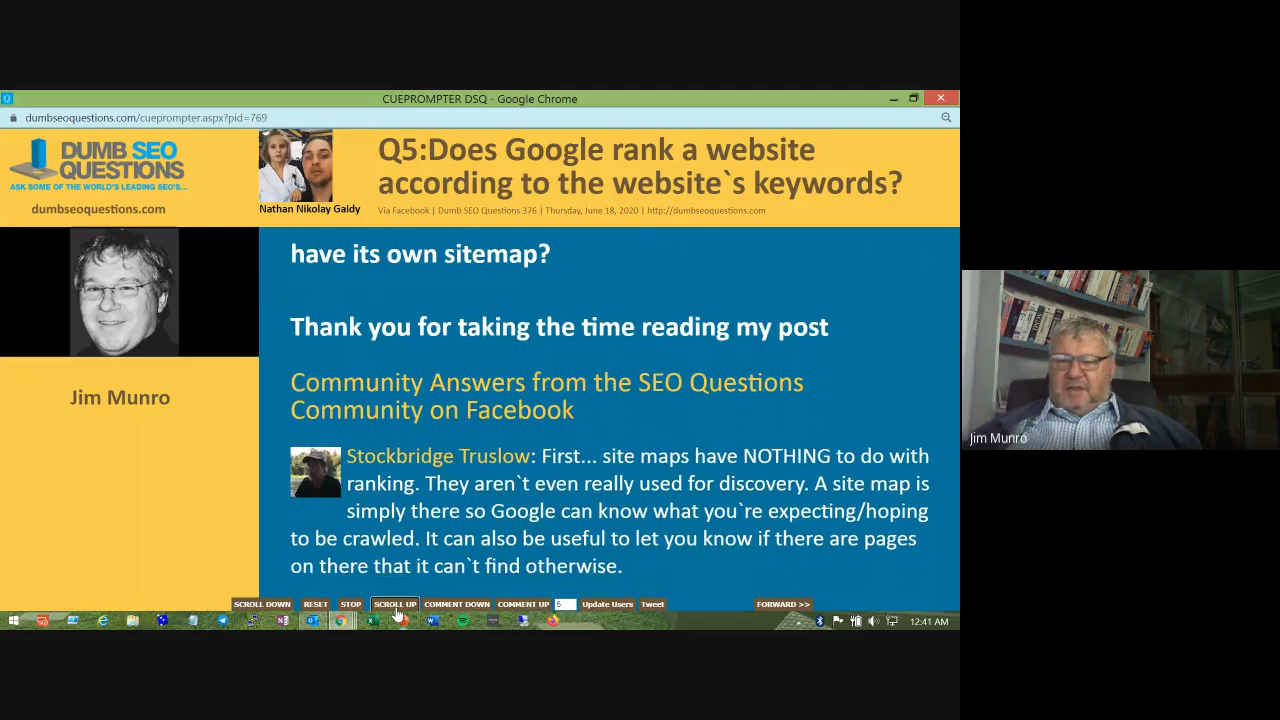 CUEPROMPTER DSQ - Google Chrome
dumbseoquestions.com/cueprompter.aspx?pid=769
DUMB SEO
QUESTIONS
ASK SOME OF THE WORLD'S LEADING SEO'S...
dumbseoquestions.com
Nathan Nikolay Gaidy
Q5:Does Google rank a website
according to the website`s keywords?
Via Facebook | Dumb SEO Questions 376 | Thursday, June 18, 2020 | http://dumbseoquestions.com
Jim Munro
have its own sitemap?
Thank you for taking the time reading my post
Community Answers from the SEO Questions
Community on Facebook
Stockbridge Truslow: First... site maps have NOTHING to do with
ranking. They aren`t even really used for discovery. A site map is
simply there so Google can know what you`re expecting/hoping
to be crawled. It can also be useful to let you know if there are pages
on there that it can`t find otherwise.
SCROLL DOWN RESET STOP SCROLL UP COMMENT DOWN COMMENT UP 5 Update Users Tweet FORWARD >>
12:41 AM
Jim Munro